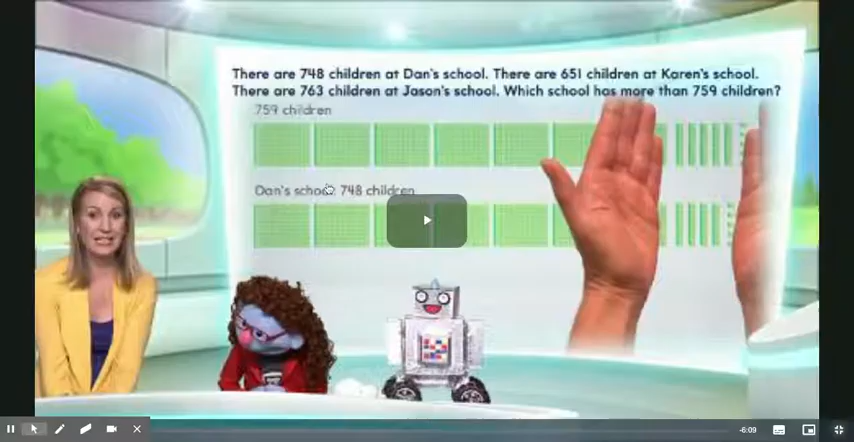 There are 748 children at Dan's school. There are 651 children at Karen's school.
There are 763 children at Jason's school. Which school has more than 759 children?
759 children
Dan's school: 748 children
-6:09